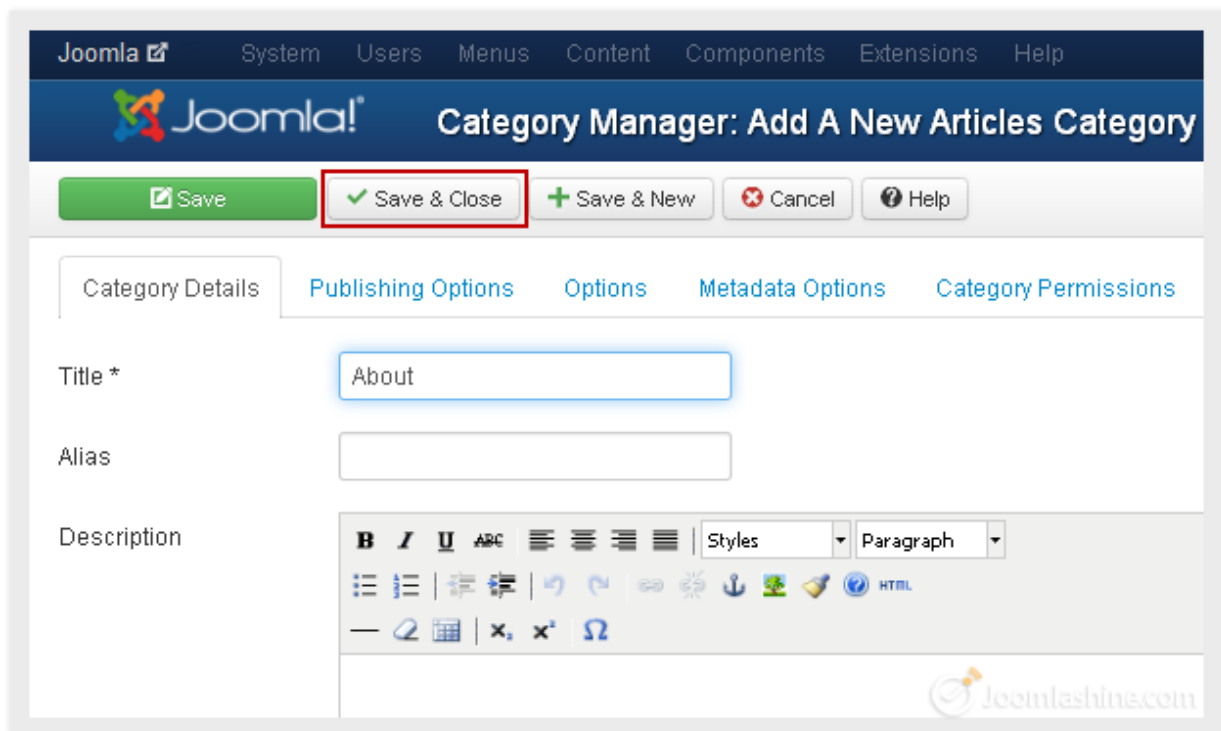 Joomla System Users Menus Content Components Extensions Help
Joomla!® Category Manager: Add A New Articles Category
Save Save & Close Save & New Cancel Help
Category Details Publishing Options Options Metadata Options Category Permissions
Title * About
Alias
Description B I U ABC Styles Paragraph
HTML
x₂ x² Ω
Joomlashine.com